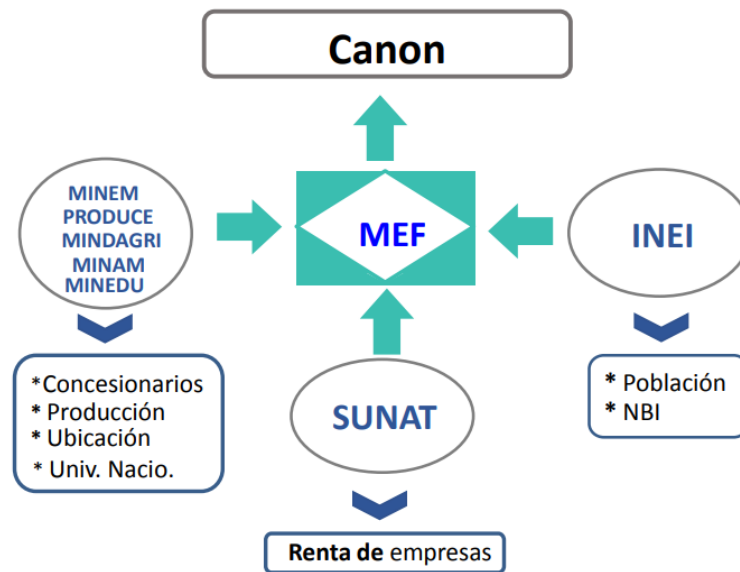 Canon
MINEM
PRODUCE
MINDAGRI
MINAM
MINEDU
MEF
INEI
*Concesionarios
* Producción
* Ubicación
* Univ. Nacio.
SUNAT
* Población
* NBI
Renta de empresas